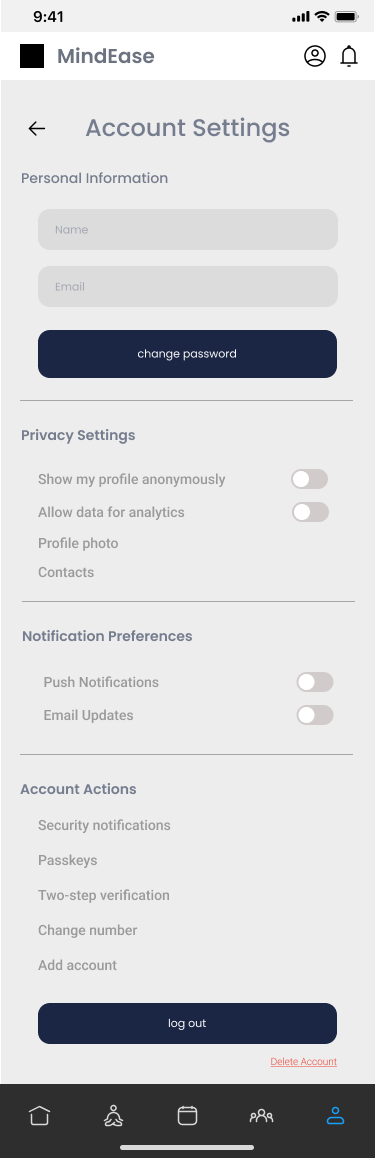 9:41
MindEase
Account Settings
Personal Information
Name
Email
change password
Privacy Settings
Show my profile anonymously
Allow data for analytics
Profile photo
Contacts
Notification Preferences
Push Notifications
Email Updates
Account Actions
Security notifications
Passkeys
Two-step verification
Change number
Add account
log out
Delete Account